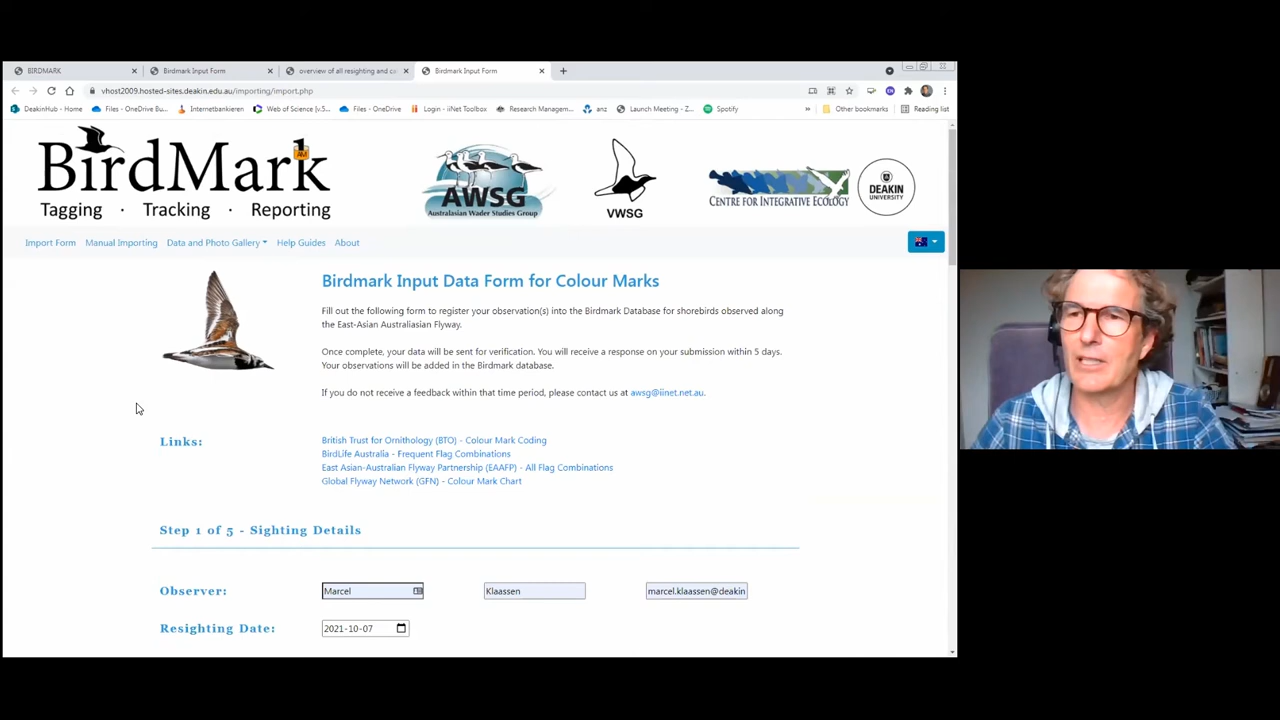 BIRDMARK
Birdmark Input Form
overview of all resighting and ca
Birdmark Input Form
vhost2009.hosted-sites.deakin.edu.au/importing/import.php
DeakinHub - Home
Files - OneDrive Bu...
Internetbankieren
Web of Science [v.5...
Files - OneDrive
Login - iiNet Toolbox
Research Managem...
anz
Launch Meeting - Z...
Spotify
»
Other bookmarks
Reading list
BirdMark
AM
Tagging · Tracking · Reporting
AWSG
Australasian Wader Studies Group
VWSG
CENTRE FOR INTEGRATIVE ECOLOGY
DEAKIN
UNIVERSITY
Import Form
Manual Importing
Data and Photo Gallery
Help Guides
About
Birdmark Input Data Form for Colour Marks
Fill out the following form to register your observation(s) into the Birdmark Database for shorebirds observed along
the East-Asian Australiasian Flyway.
Once complete, your data will be sent for verification. You will receive a response on your submission within 5 days.
Your observations will be added in the Birdmark database.
If you do not receive a feedback within that time period, please contact us at awsg@iinet.net.au.
Links:
British Trust for Ornithology (BTO) - Colour Mark Coding
BirdLife Australia - Frequent Flag Combinations
East Asian-Australian Flyway Partnership (EAAFP) - All Flag Combinations
Global Flyway Network (GFN) - Colour Mark Chart
Step 1 of 5 - Sighting Details
Observer:
Marcel
Klaassen
marcel.klaassen@deakin
Resighting Date:
2021-10-07